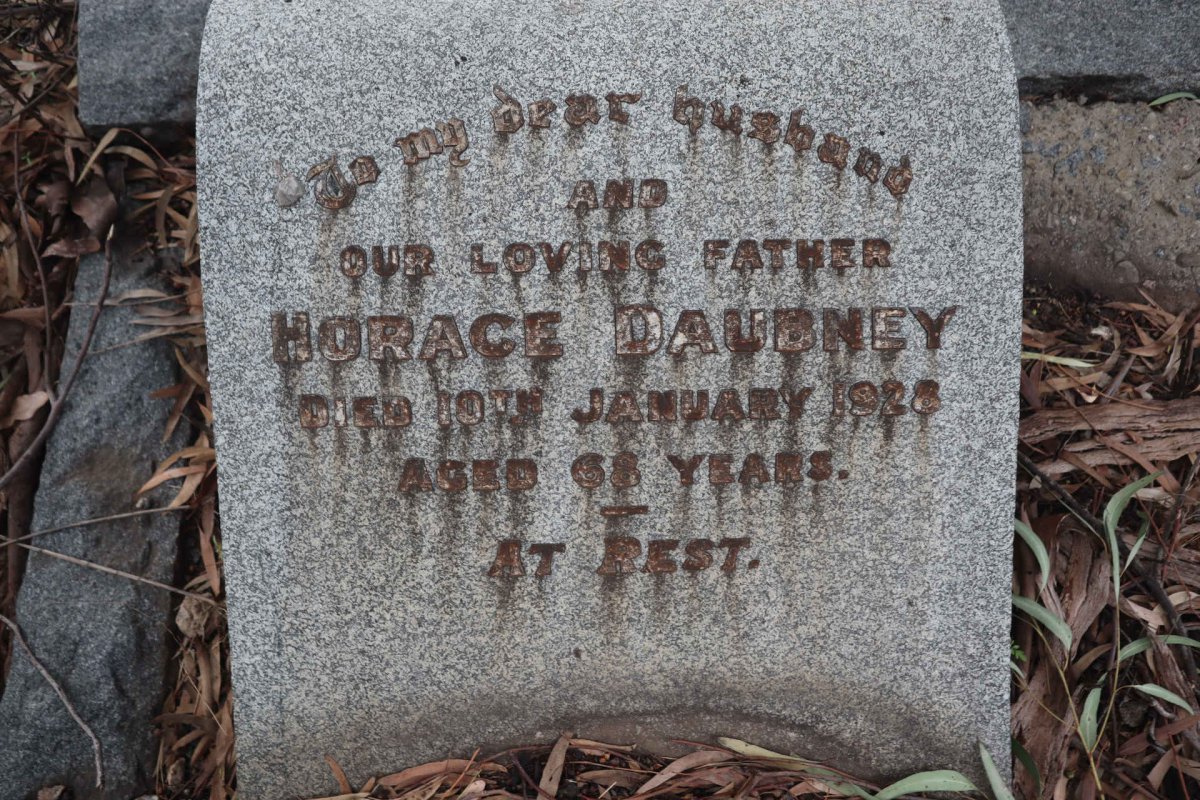 To my dear husband
AND
OUR LOVING FATHER
HORACE DAUBNEY
DIED 10TH JANUARY 1928
AGED 68 YEARS.
AT REST.